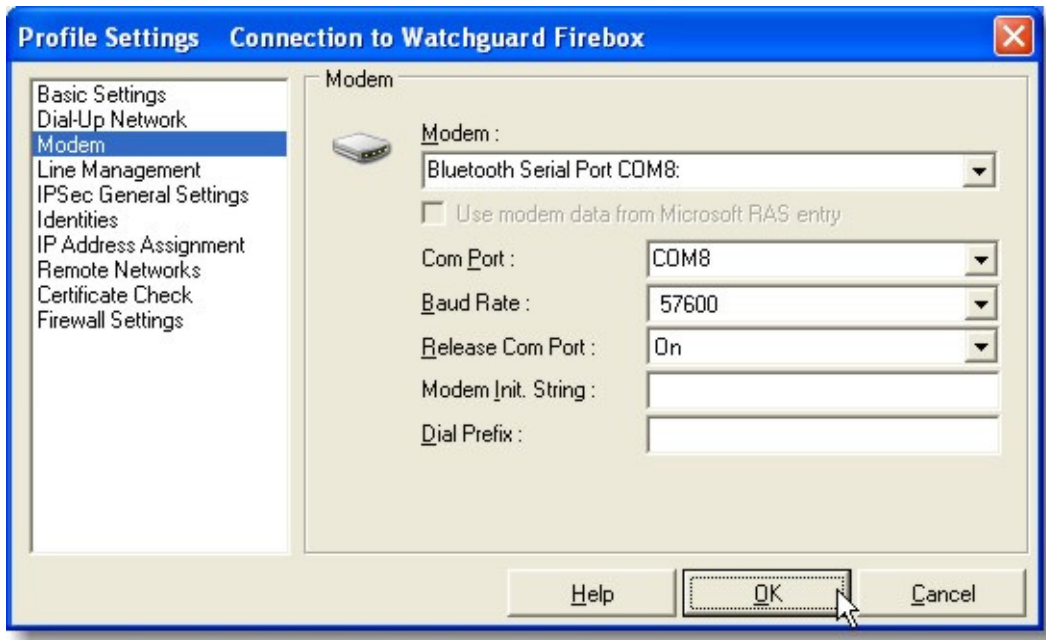 Profile Settings Connection to Watchguard Firebox
Basic Settings
Dial-Up Network
Modem
Line Management
IPSec General Settings
Identities
IP Address Assignment
Remote Networks
Certificate Check
Firewall Settings
Modem
Modem :
Bluetooth Serial Port COM8:
Use modem data from Microsoft RAS entry
Com Port : COM8
Baud Rate : 57600
Release Com Port : On
Modem Init. String :
Dial Prefix :
Help OK Cancel